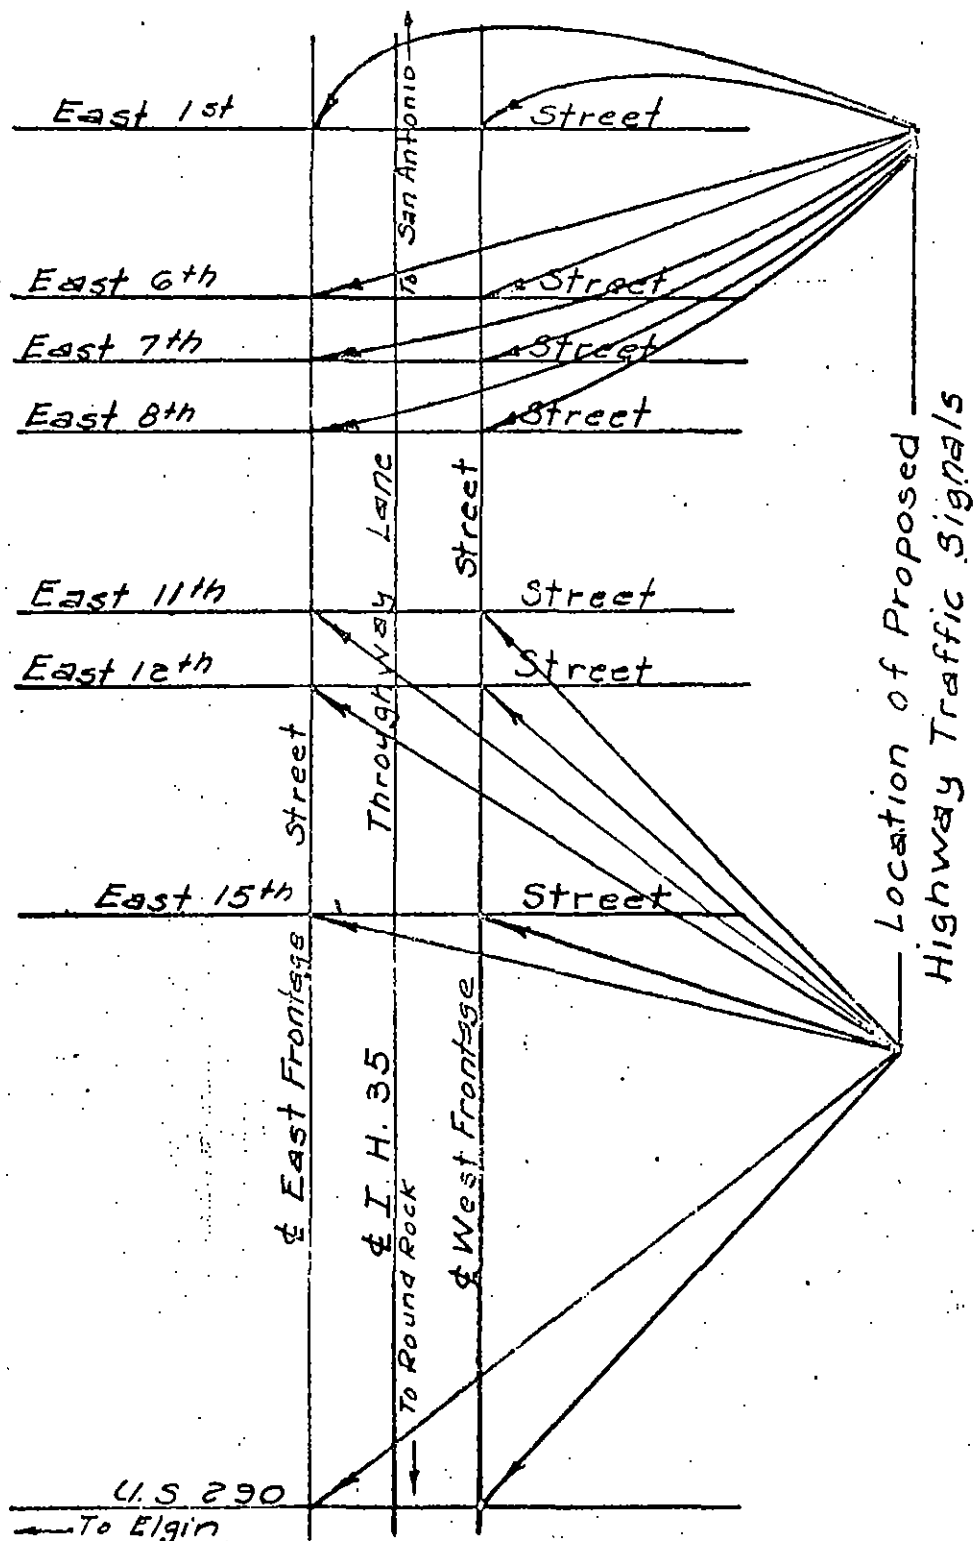 To San Antonio
East 1st Street
East 6th Street
East 7th Street
East 8th Street
East 11th Street
East 12th Street
East 15th Street
U.S 290
To Elgin
℄ East Frontage Street
℄ I. H. 35 Throughway Lane
To Round Rock
℄ West Frontage Street
Location of Proposed
Highway Traffic Signals